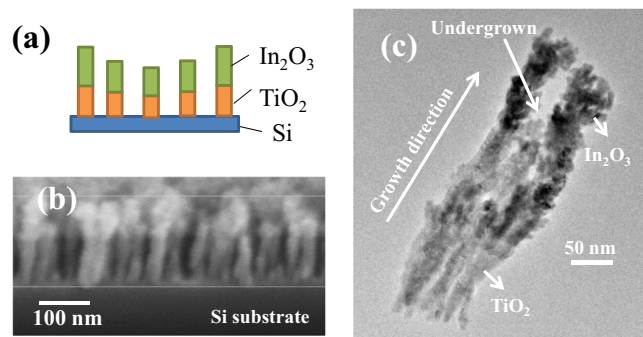 (a)
In₂O₃
TiO₂
Si
(b)
100 nm
Si substrate
(c)
Undergrown
Growth direction
In₂O₃
50 nm
TiO₂